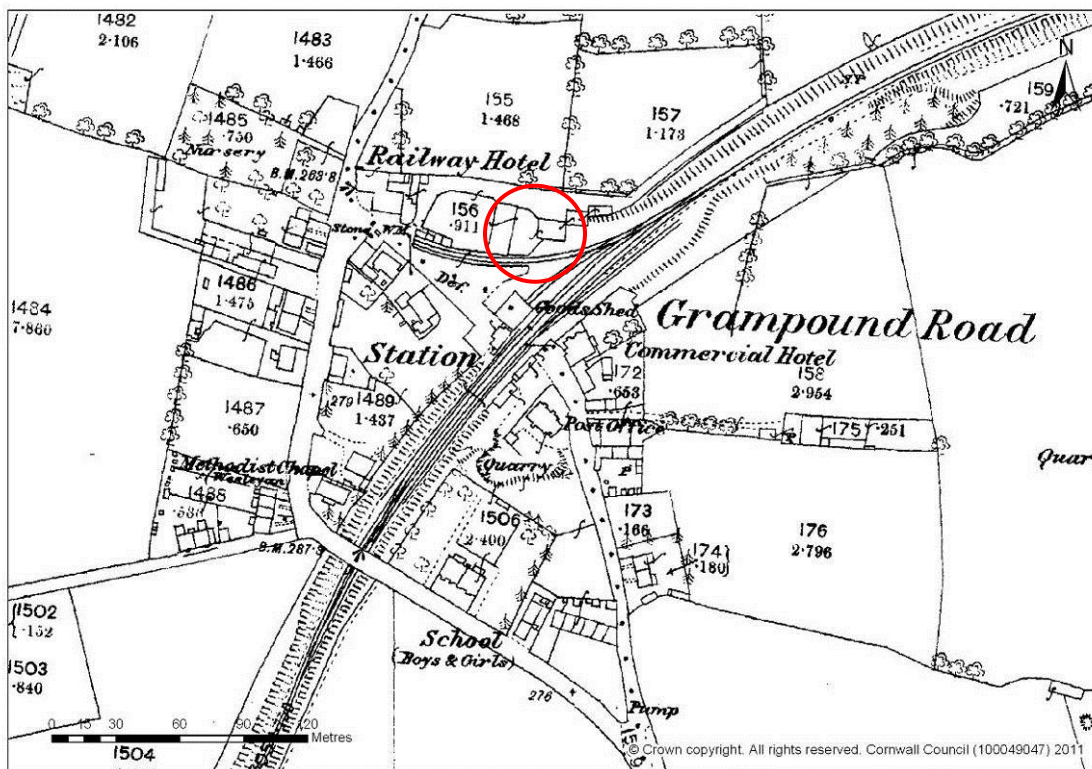 1482
2·106
1483
1·466
155
1·468
157
1·173
159
·721
N
1485
·750
Nursery
B.M.263·8
Railway Hotel
156
·911
Stone
W.M.
1484
7·860
1486
1·475
Goods Shed
Grampound Road
Station
Commercial Hotel
172
·653
158
2·954
1487
·650
279
1489
1·437
Post Office
175
·251
Methodist Chapel
(Wesleyan)
Quarry
P
Quar
1488
·538
1506
2·400
173
·166
176
2·796
B.M.287·3
174
·180
1502
·152
School
(Boys & Girls)
1503
·840
276
Pump
0 15 30 60 90 120
Metres
1504
© Crown copyright. All rights reserved. Cornwall Council (100049047) 2011